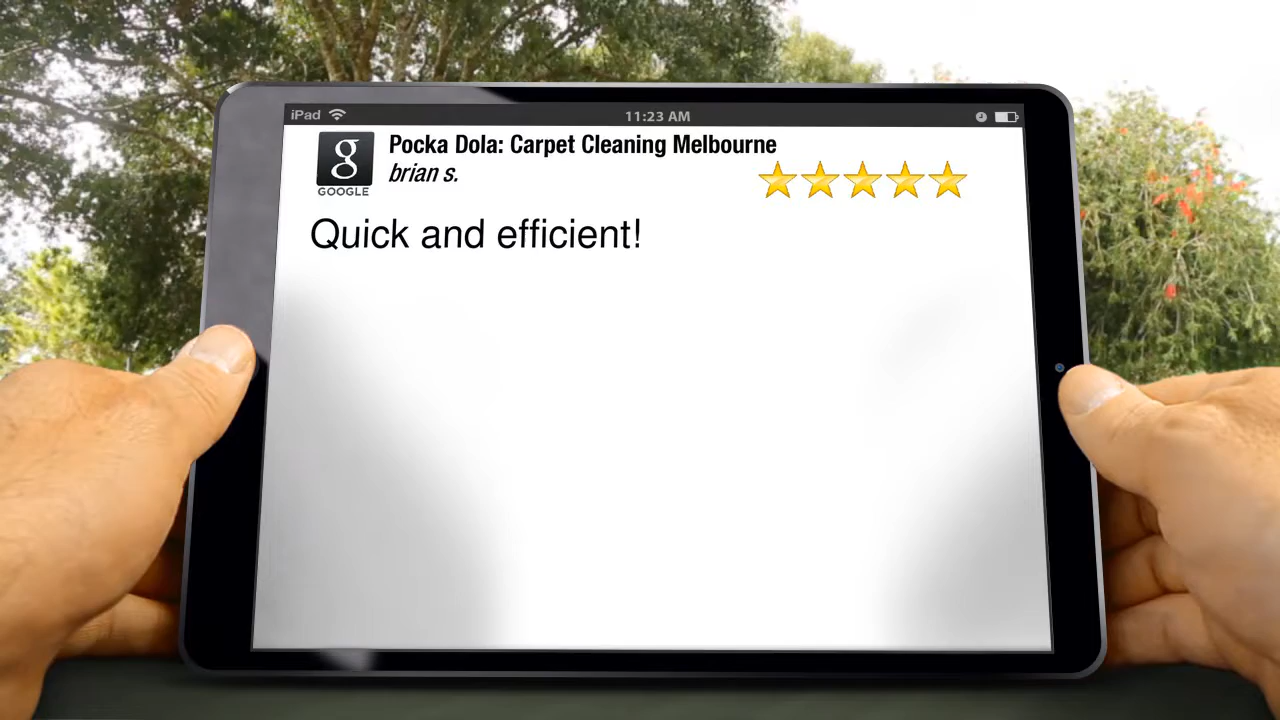 iPad 11:23 AM
g
GOOGLE
Pocka Dola: Carpet Cleaning Melbourne
brian s.
Quick and efficient!